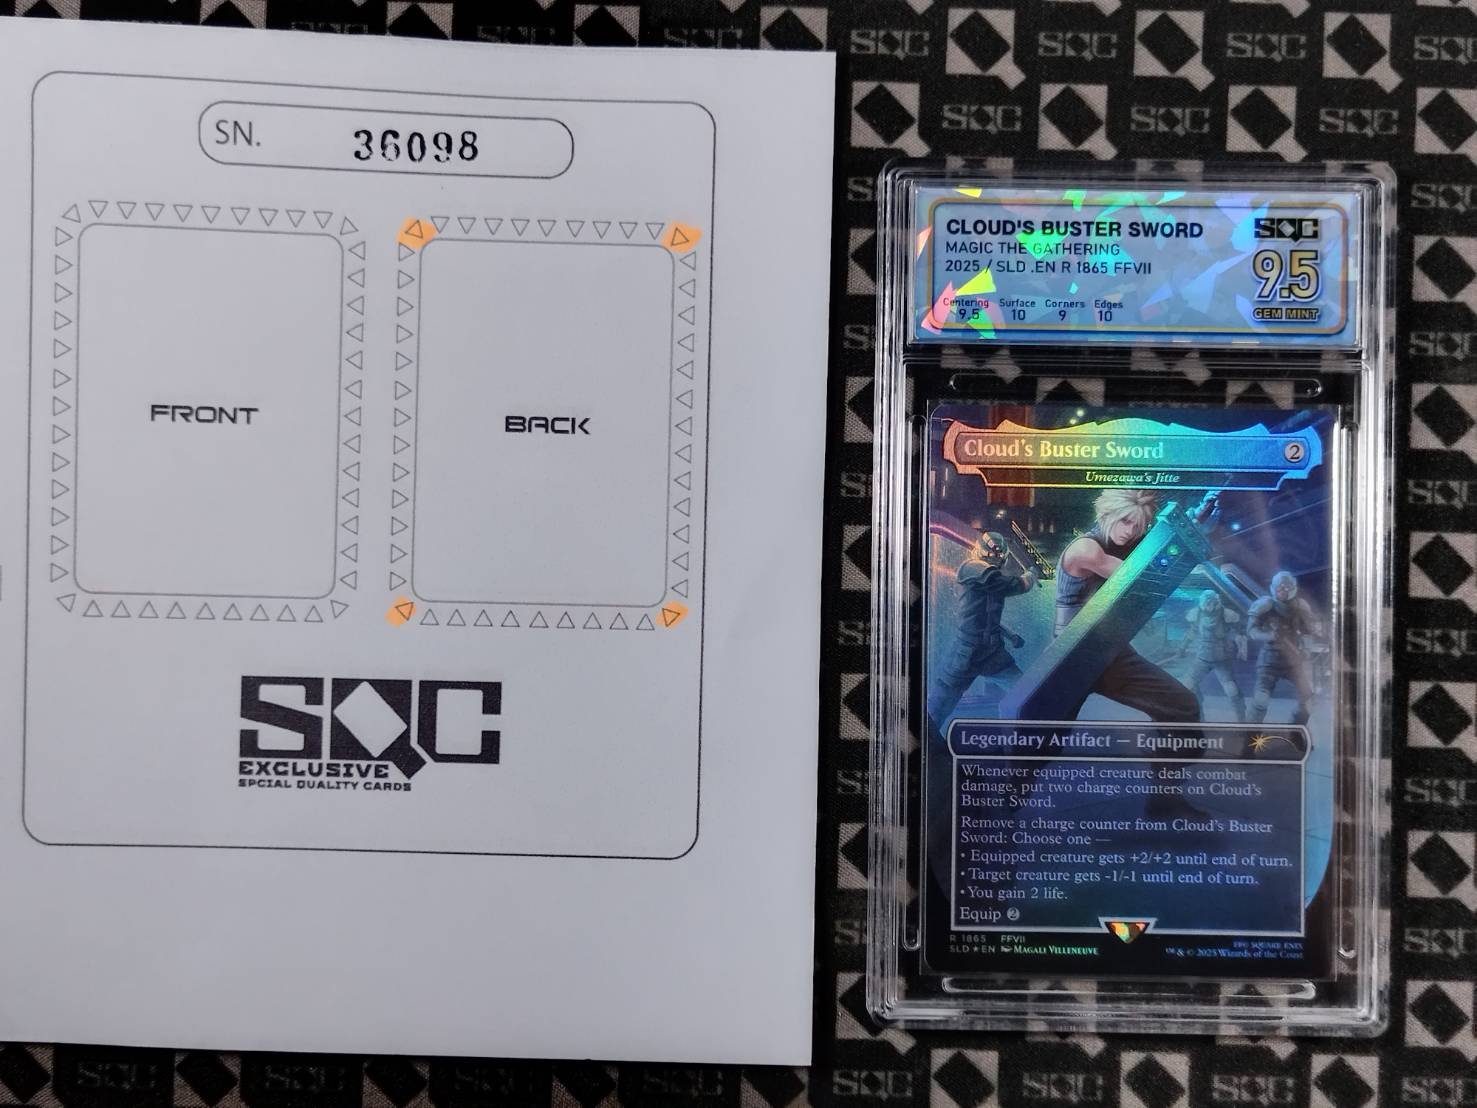 SN. 36098
FRONT
BACK
SQC
EXCLUSIVE
SPCIAL QUALITY CARDS
CLOUD'S BUSTER SWORD
MAGIC THE GATHERING
2025 / SLD .EN R 1865 FFVII
SQC
9.5
GEM MINT
Centering Surface Corners Edges
9.5 10 9 10
Cloud's Buster Sword 2
Umezawa's Jitte
Legendary Artifact — Equipment
Whenever equipped creature deals combat
damage, put two charge counters on Cloud's
Buster Sword.
Remove a charge counter from Cloud's Buster
Sword: Choose one —
• Equipped creature gets +2/+2 until end of turn.
• Target creature gets -1/-1 until end of turn.
• You gain 2 life.
Equip 2
R 1865 FFVII
SLD ★ EN MAGALI VILLENEUVE
SQUARE ENIX
™ & © 2025 Wizards of the Coast